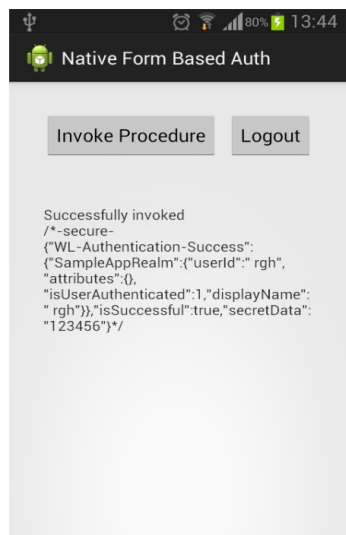 80% 13:44
Native Form Based Auth
Invoke Procedure Logout
Successfully invoked
/*-secure-
{"WL-Authentication-Success":
{"SampleAppRealm":{"userId":" rgh",
"attributes":{},
"isUserAuthenticated":1,"displayName":
" rgh"}},"isSuccessful":true,"secretData":
"123456"}*/